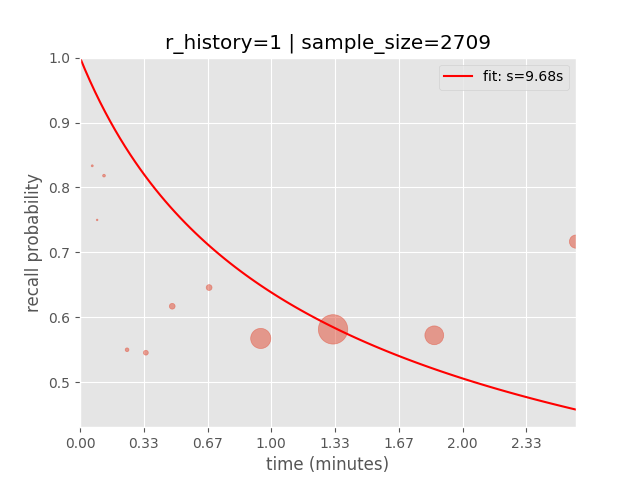 r_history=1 | sample_size=2709
fit: s=9.68s
recall probability
1.0
0.9
0.8
0.7
0.6
0.5
0.00 0.33 0.67 1.00 1.33 1.67 2.00 2.33
time (minutes)